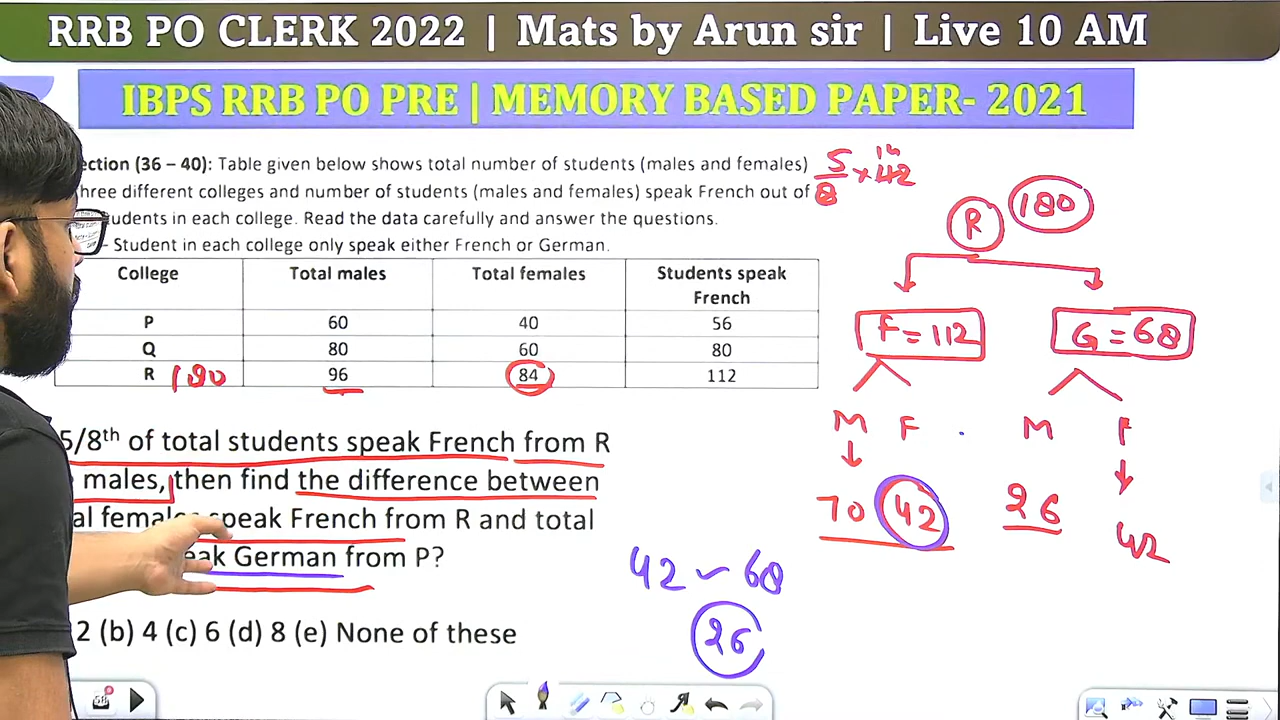 RRB PO CLERK 2022 | Mats by Arun sir | Live 10 AM
IBPS RRB PO PRE | MEMORY BASED PAPER- 2021
ection (36 – 40): Table given below shows total number of students (males and females)
hree different colleges and number of students (males and females) speak French out of
tudents in each college. Read the data carefully and answer the questions.
- Student in each college only speak either French or German.
College Total males Total females Students speak French
P 60 40 56
Q 80 60 80
R 180 96 84 112
5/8th of total students speak French from R
males, then find the difference between
al females speak French from R and total
ak German from P?
2 (b) 4 (c) 6 (d) 8 (e) None of these
5/8 × 42 14
R 180
F = 112 G = 68
M F M F
70 42 26 42
42 ~ 68
26